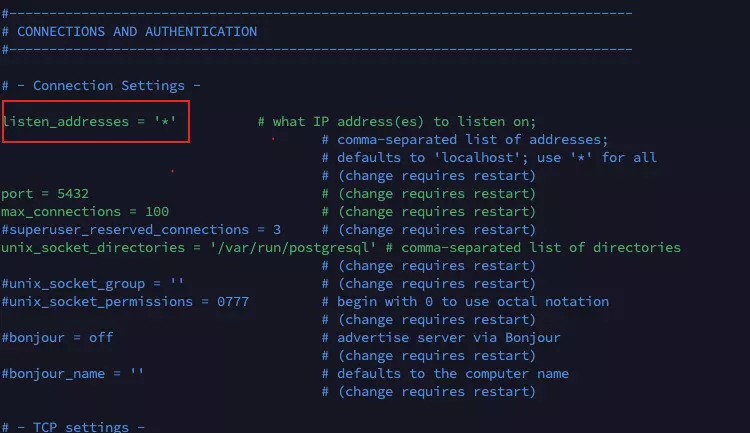 #------------------------------------------------------------------------------
# CONNECTIONS AND AUTHENTICATION
#------------------------------------------------------------------------------
# - Connection Settings -
listen_addresses = '*'          # what IP address(es) to listen on;
                                        # comma-separated list of addresses;
                                        # defaults to 'localhost'; use '*' for all
                                        # (change requires restart)
port = 5432                             # (change requires restart)
max_connections = 100                   # (change requires restart)
#superuser_reserved_connections = 3     # (change requires restart)
unix_socket_directories = '/var/run/postgresql' # comma-separated list of directories
                                        # (change requires restart)
#unix_socket_group = ''                 # (change requires restart)
#unix_socket_permissions = 0777         # begin with 0 to use octal notation
                                        # (change requires restart)
#bonjour = off                          # advertise server via Bonjour
                                        # (change requires restart)
#bonjour_name = ''                      # defaults to the computer name
                                        # (change requires restart)
# - TCP settings -